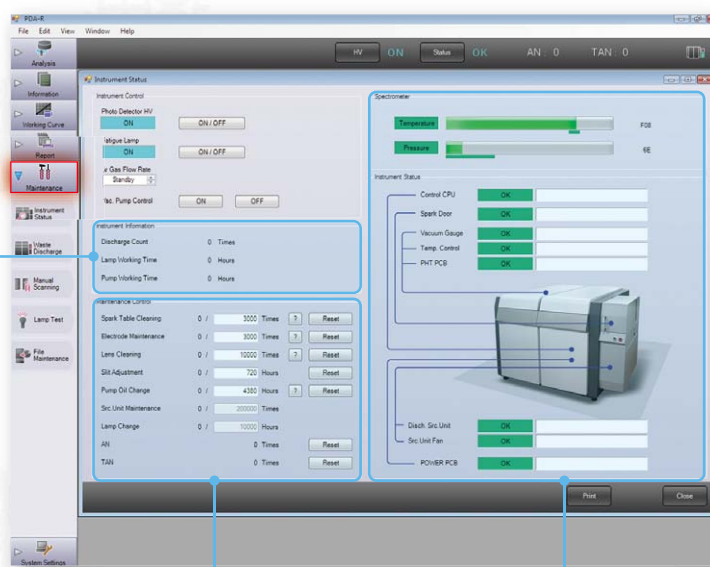 PDA-R
File Edit View Window Help
HV ON Status OK AN : 0 TAN : 0
Analysis
Information
Working Curve
Report
Maintenance
Instrument Status
Waste Discharge
Manual Scanning
Lamp Test
File Maintenance
System Settings
Instrument Status
Instrument Control
Photo Detector HV
ON ON / OFF
Fatigue Lamp
ON ON / OFF
Gas Flow Rate
Standby
Pump Control ON OFF
Instrument Information
Discharge Count 0 Times
Lamp Working Time 0 Hours
Pump Working Time 0 Hours
Maintenance Control
Spark Table Cleaning 0 / 3000 Times ? Reset
Electrode Maintenance 0 / 3000 Times ? Reset
Lens Cleaning 0 / 10000 Times ? Reset
Slit Adjustment 0 / 720 Hours Reset
Pump Oil Change 0 / 4380 Hours ? Reset
Src.Unit Maintenance 0 / 200000 Times
Lamp Change 0 / 10000 Hours
AN 0 Times Reset
TAN 0 Times Reset
Spectrometer
Temperature
Pressure
Instrument Status
Control CPU OK
Spark Door OK
Vacuum Gauge OK
Temp. Control OK
PHT PCB OK
Disch. Src.Unit OK
Src.Unit Fan OK
POWER PCB OK
Print Close